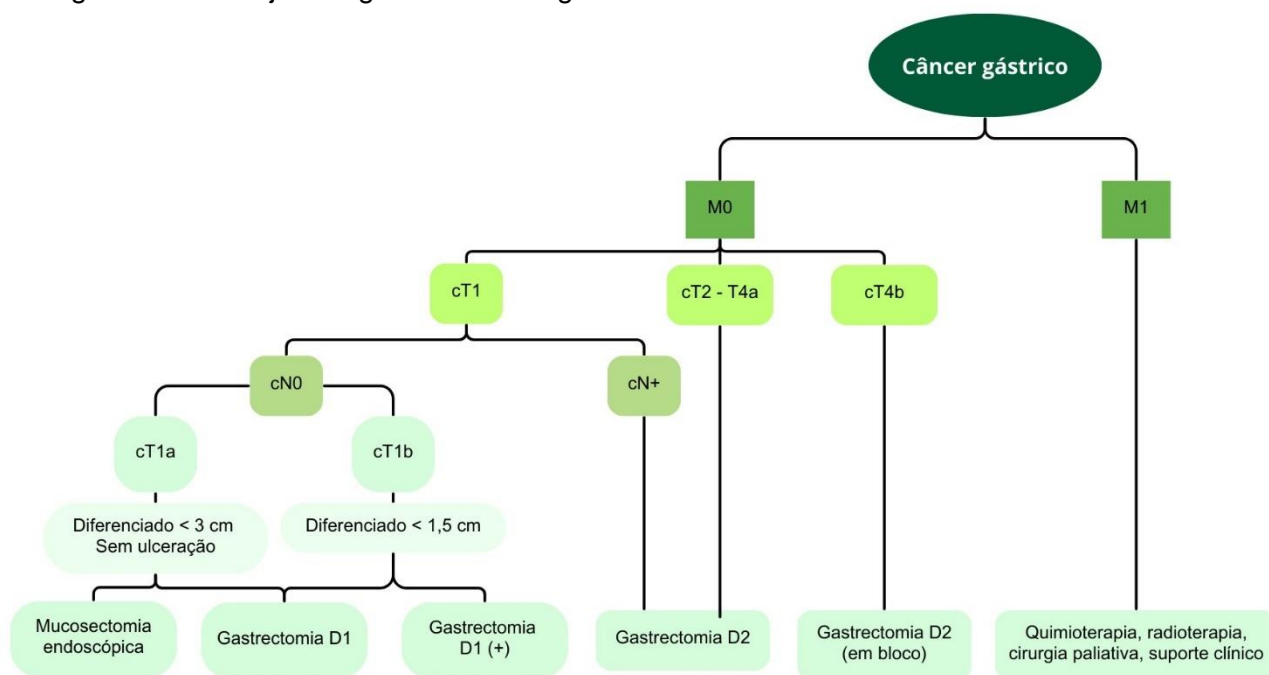 Câncer gástrico
M0
M1
cT1
cT2 - T4a
cT4b
cN0
cN+
cT1a
cT1b
Diferenciado < 3 cm
Sem ulceração
Diferenciado < 1,5 cm
Mucosectomia
endoscópica
Gastrectomia D1
Gastrectomia
D1 (+)
Gastrectomia D2
Gastrectomia D2
(em bloco)
Quimioterapia, radioterapia,
cirurgia paliativa, suporte clínico